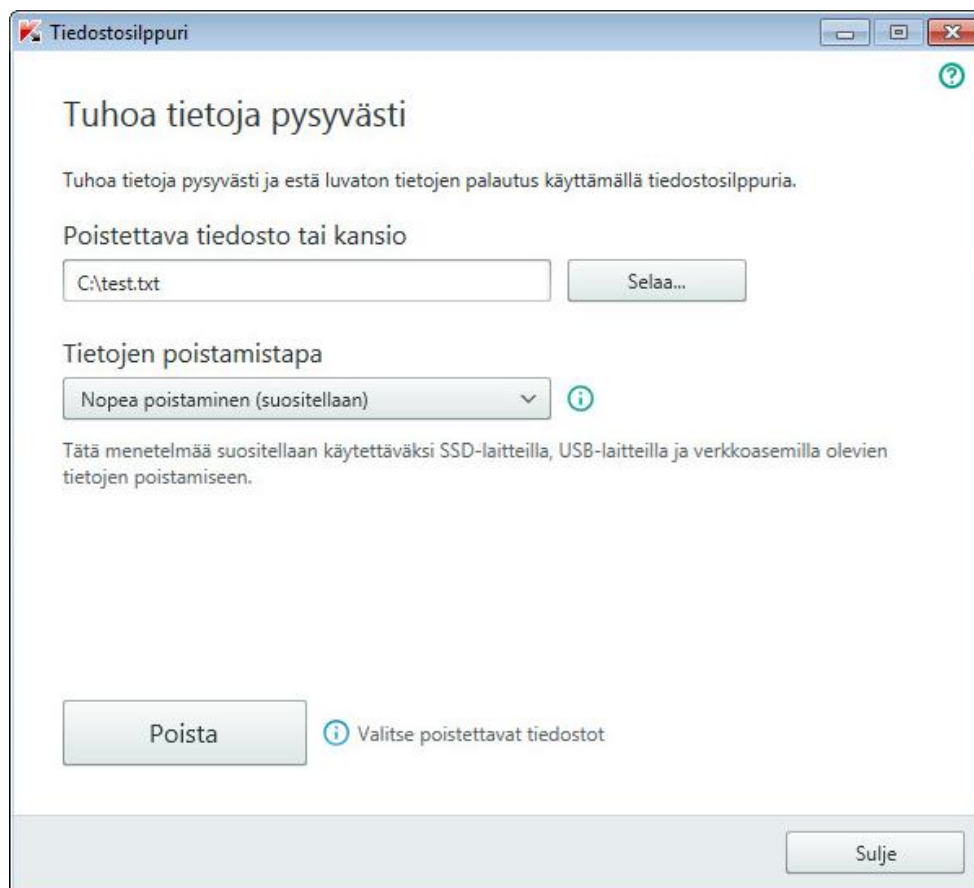 Tiedostosilppuri
Tuhoa tietoja pysyvästi
Tuhoa tietoja pysyvästi ja estä luvaton tietojen palautus käyttämällä tiedostosilppuria.
Poistettava tiedosto tai kansio
C:\test.txt
Selaa...
Tietojen poistamistapa
Nopea poistaminen (suositellaan)
Tätä menetelmää suositellaan käytettäväksi SSD-laitteilla, USB-laitteilla ja verkkoasemilla olevien
tietojen poistamiseen.
Poista
Valitse poistettavat tiedostot
Sulje